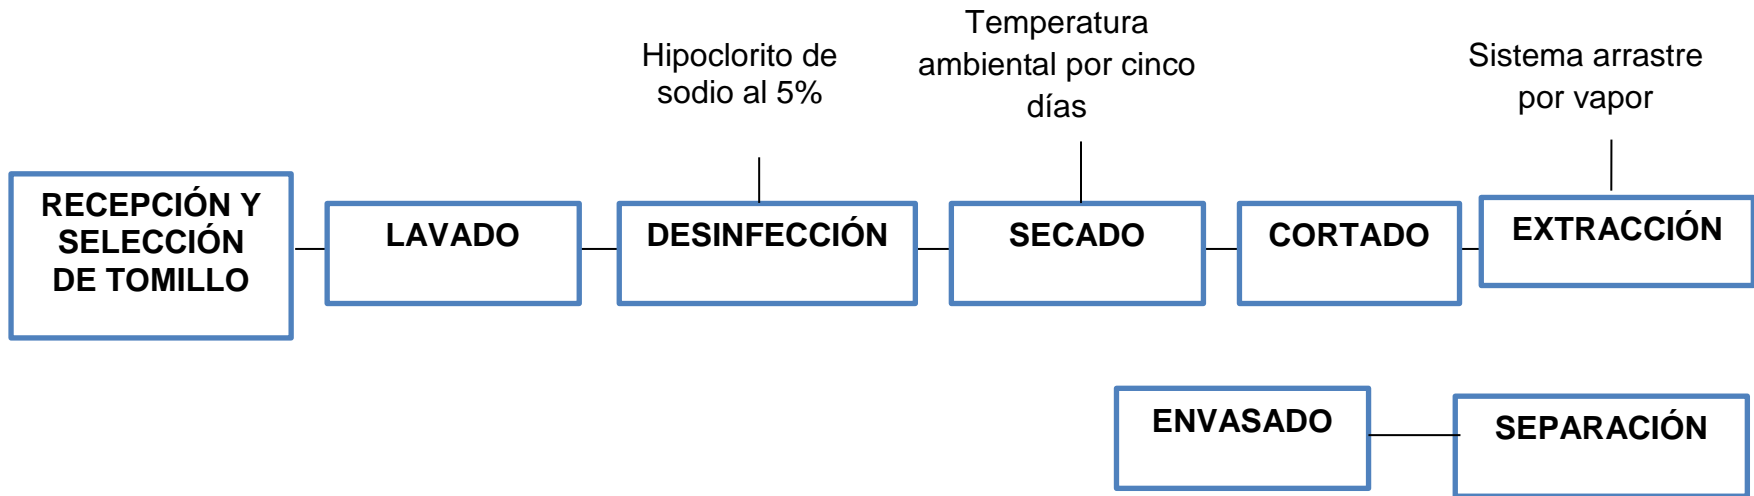 Hipoclorito de
sodio al 5%
Temperatura
ambiental por cinco
días
Sistema arrastre
por vapor
RECEPCIÓN Y
SELECCIÓN
DE TOMILLO
LAVADO
DESINFECCIÓN
SECADO
CORTADO
EXTRACCIÓN
ENVASADO
SEPARACIÓN